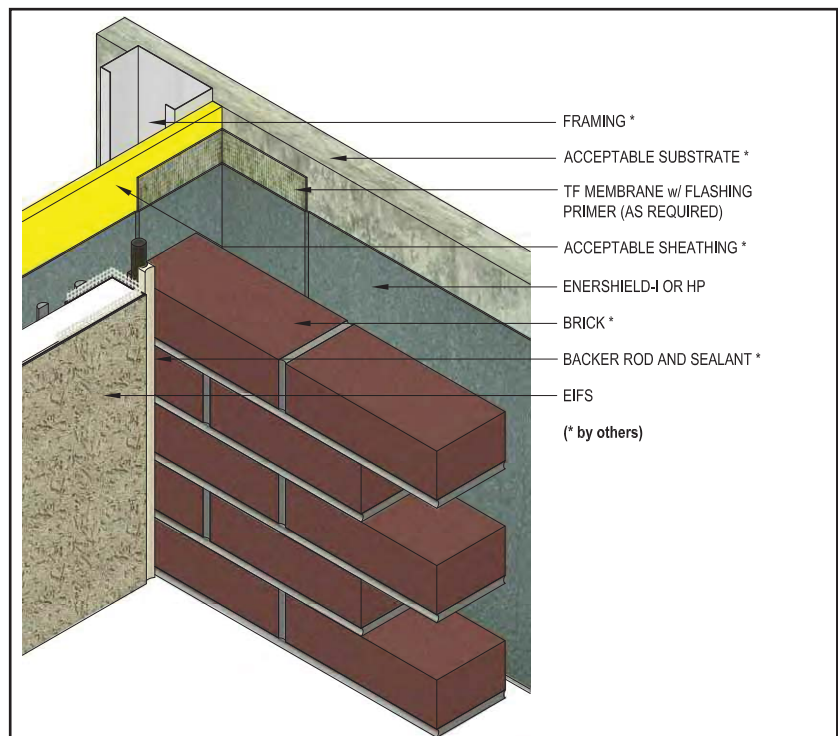 FRAMING *
ACCEPTABLE SUBSTRATE *
TF MEMBRANE w/ FLASHING
PRIMER (AS REQUIRED)
ACCEPTABLE SHEATHING *
ENERSHIELD-I OR HP
BRICK *
BACKER ROD AND SEALANT *
EIFS
(* by others)